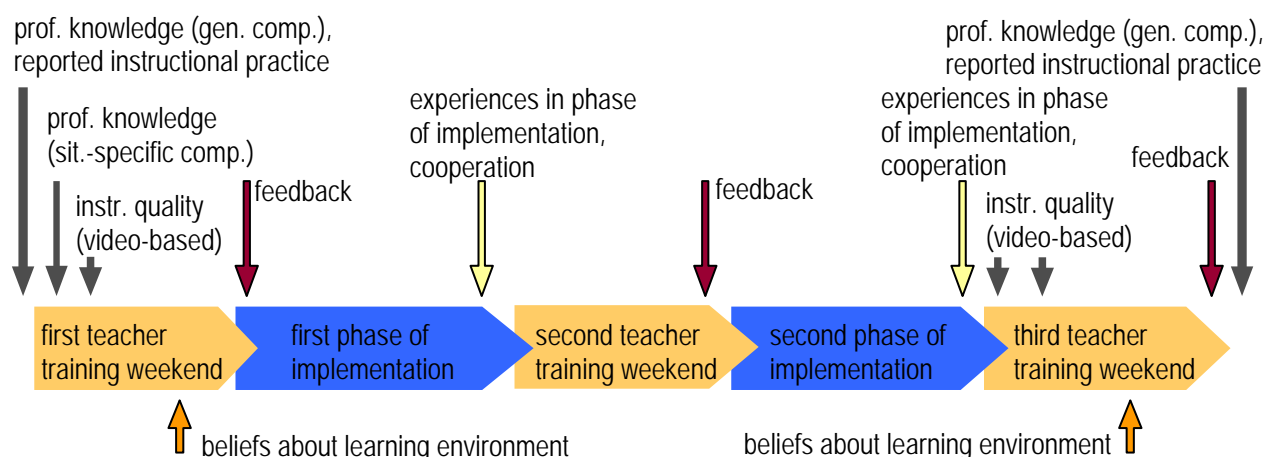 prof. knowledge (gen. comp.),
reported instructional practice
prof. knowledge
(sit.-specific comp.)
instr. quality
(video-based)
feedback
experiences in phase
of implementation,
cooperation
feedback
prof. knowledge (gen. comp.),
reported instructional practice
experiences in phase
of implementation,
cooperation
instr. quality
(video-based)
feedback
first teacher
training weekend
first phase of
implementation
second teacher
training weekend
second phase of
implementation
third teacher
training weekend
beliefs about learning environment
beliefs about learning environment